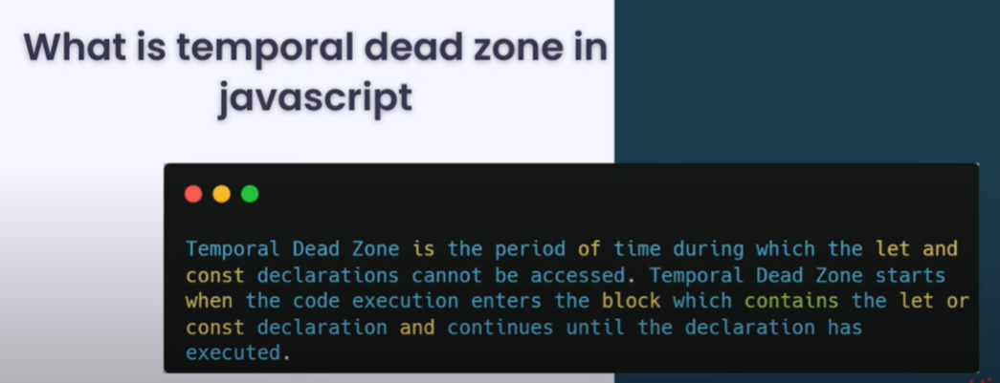 What is temporal dead zone in
javascript
Temporal Dead Zone is the period of time during which the let and
const declarations cannot be accessed. Temporal Dead Zone starts
when the code execution enters the block which contains the let or
const declaration and continues until the declaration has
executed.